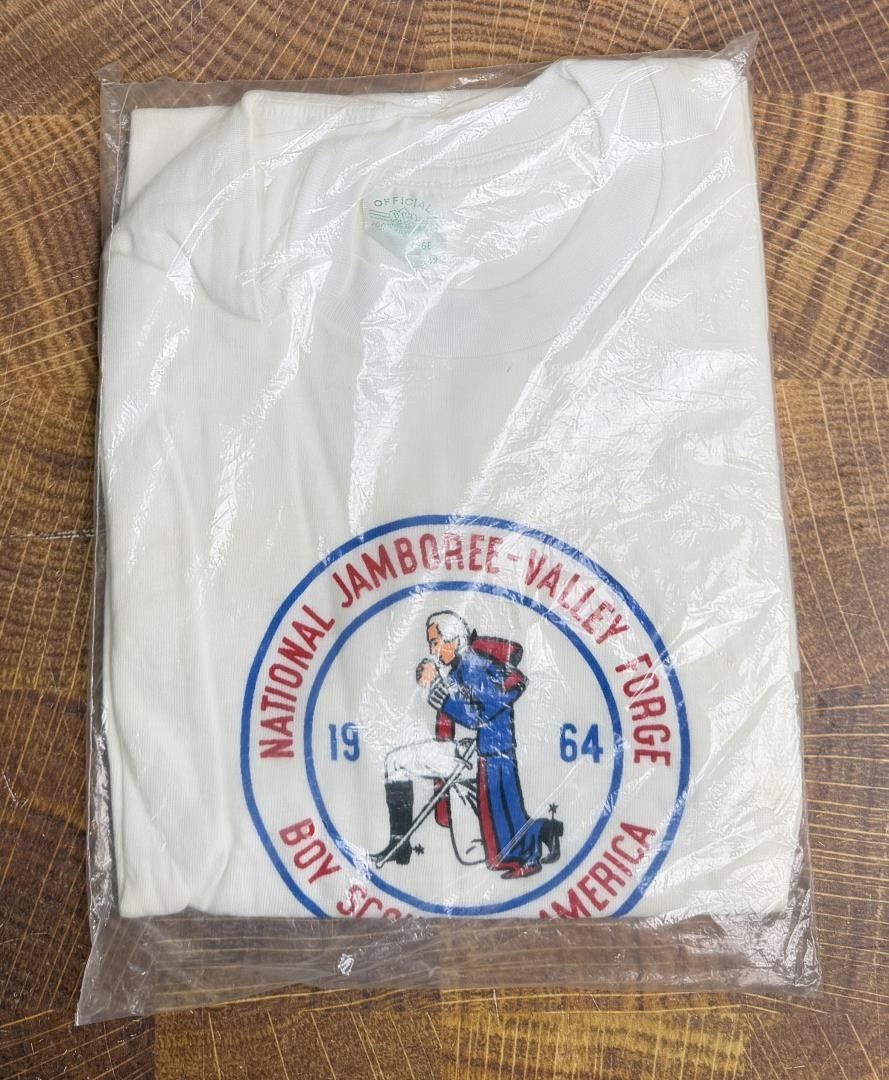 OFFICIAL
NATIONAL JAMBOREE-VALLEY FORGE
19 64
BOY AMERICA